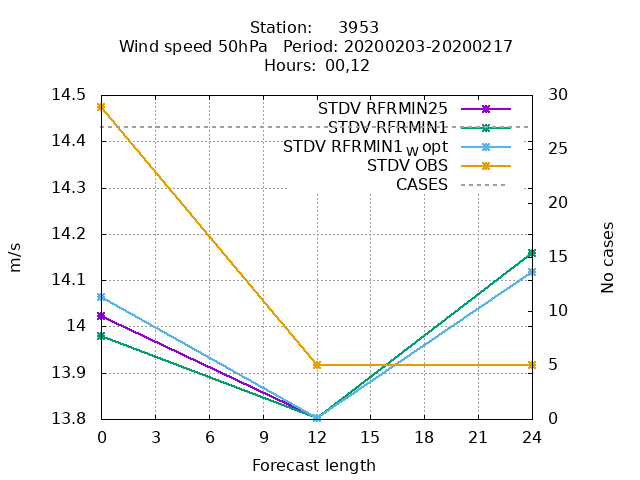 Station: 3953
Wind speed 50hPa Period: 20200203-20200217
Hours: 00,12
14.5
14.4
14.3
14.2
14.1
14
13.9
13.8
m/s
STDV RFRMIN25
STDV RFRMIN1
STDV RFRMIN1 w opt
STDV OBS
CASES
30
25
20
15
10
5
0
No cases
0 3 6 9 12 15 18 21 24
Forecast length